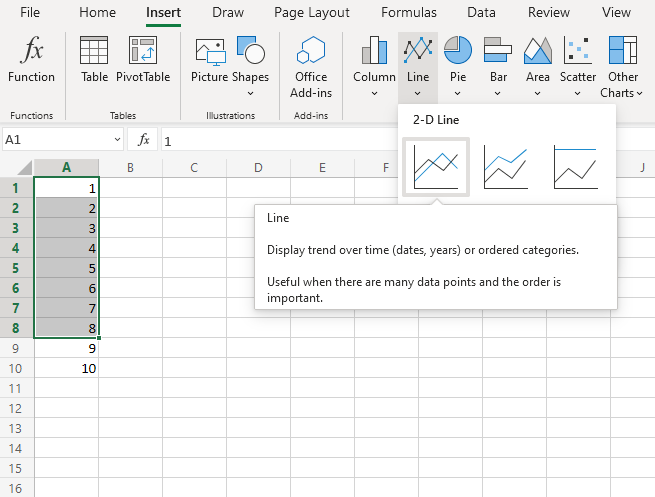 File Home Insert Draw Page Layout Formulas Data Review View
fx
Function Table PivotTable Picture Shapes Office Add-ins Column Line Pie Bar Area Scatter Other Charts
Functions Tables Illustrations Add-ins
2-D Line
A1 fx 1
A B C D E F J
1 1
2 2
3 3
4 4
5 5
6 6
7 7
8 8
9 9
10 10
11
12
13
14
15
16
Line
Display trend over time (dates, years) or ordered categories.
Useful when there are many data points and the order is
important.